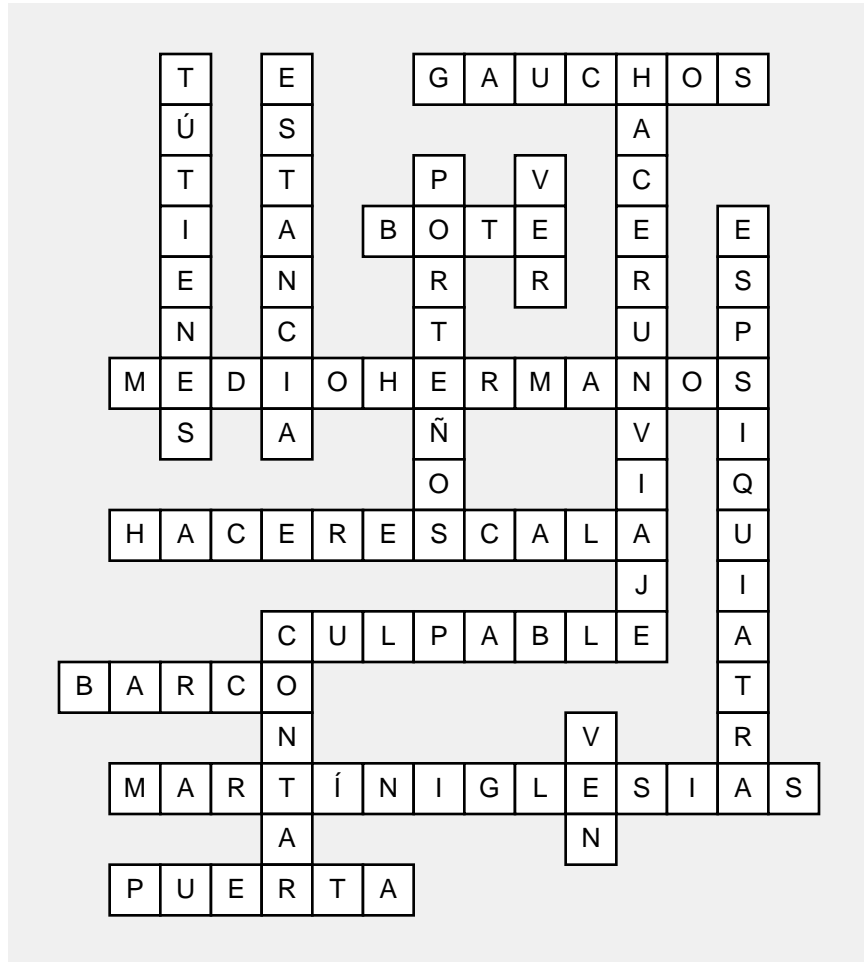 T E G A U C H O S
Ú S A
T T P V C
I A B O T E E E
E N R R R S
N C T U P
M E D I O H E R M A N O S
S A Ñ V I
O I Q
H A C E R E S C A L A U
J I
C U L P A B L E A
B A R C O T
N V R
M A R T Í N I G L E S I A S
A N
P U E R T A